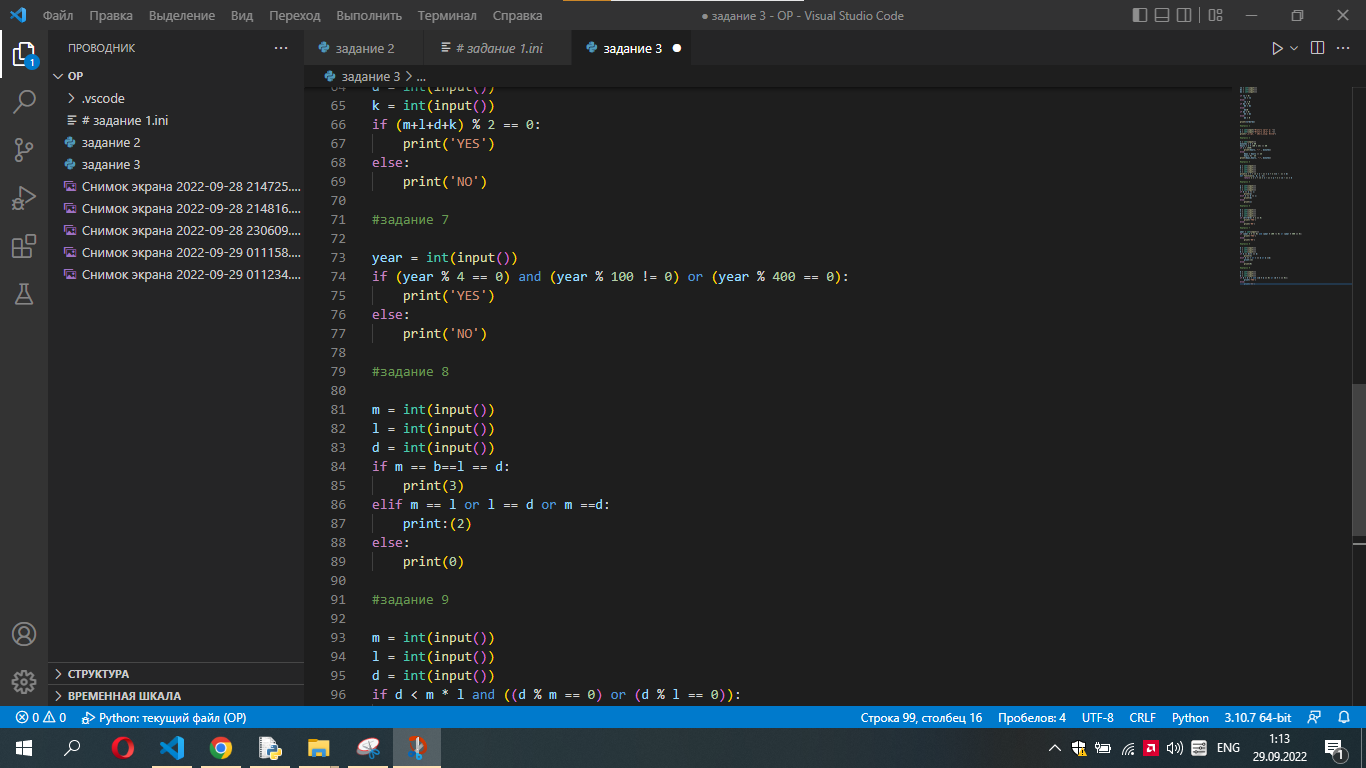 Файл Правка Выделение Вид Переход Выполнить Терминал Справка ● задание 3 - OP - Visual Studio Code
ПРОВОДНИК ···
задание 2 # задание 1.ini задание 3 ●
OP
задание 3 > ...
.vscode
# задание 1.ini
задание 2
задание 3
Снимок экрана 2022-09-28 214725....
Снимок экрана 2022-09-28 214816....
Снимок экрана 2022-09-28 230609....
Снимок экрана 2022-09-29 011158....
Снимок экрана 2022-09-29 011234....
СТРУКТУРА
ВРЕМЕННАЯ ШКАЛА
64 d = int(input())
65 k = int(input())
66 if (m+l+d+k) % 2 == 0:
67 print('YES')
68 else:
69 print('NO')
70
71 #задание 7
72
73 year = int(input())
74 if (year % 4 == 0) and (year % 100 != 0) or (year % 400 == 0):
75 print('YES')
76 else:
77 print('NO')
78
79 #задание 8
80
81 m = int(input())
82 l = int(input())
83 d = int(input())
84 if m == b==l == d:
85 print(3)
86 elif m == l or l == d or m ==d:
87 print:(2)
88 else:
89 print(0)
90
91 #задание 9
92
93 m = int(input())
94 l = int(input())
95 d = int(input())
96 if d < m * l and ((d % m == 0) or (d % l == 0)):
0 0 Python: текущий файл (OP) Строка 99, столбец 16 Пробелов: 4 UTF-8 CRLF Python 3.10.7 64-bit
ENG 1:13
29.09.2022
1
1